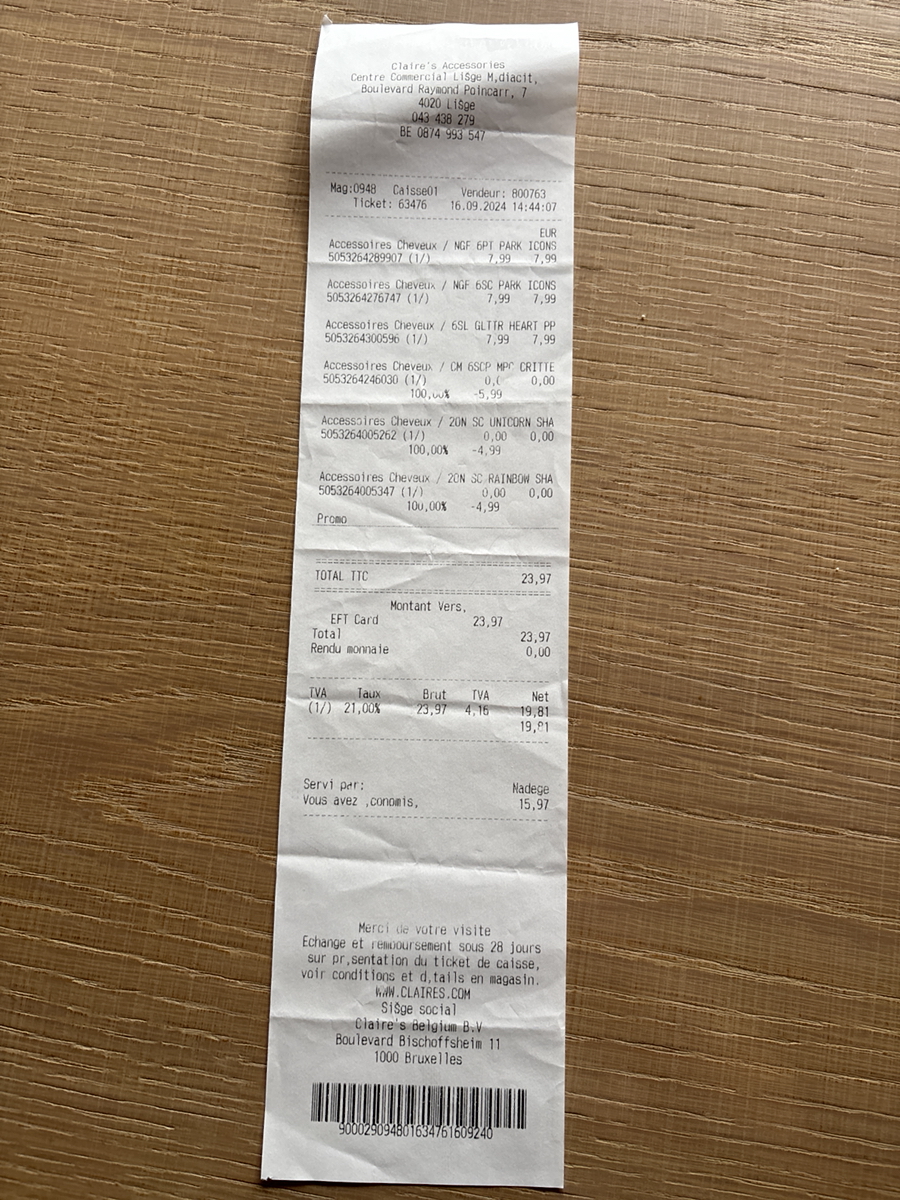 Claire's Accessories
Centre Commercial LiŠge M‚diacit‚
Boulevard Raymond Poincarr‚ 7
4020 LiŠge
043 438 279
BE 0874 993 547
Mag:0948 Caisse01 Vendeur: 800763
Ticket: 63476 16.09.2024 14:44:07
EUR
Accessoires Cheveux / NGF 6PT PARK ICONS
5053264289907 (1/) 7,99 7,99
Accessoires Cheveux / NGF 6SC PARK ICONS
5053264276747 (1/) 7,99 7,99
Accessoires Cheveux / 6SL GLTTR HEART PP
5053264300596 (1/) 7,99 7,99
Accessoires Cheveux / CM 6SCP MPC CRITTE
5053264246030 (1/) 0,00
100,00% -5,99
Accessoires Cheveux / 20N SC UNICORN SHA
5053264005262 (1/) 0,00 0,00
100,00% -4,99
Accessoires Cheveux / 20N SC RAINBOW SHA
5053264005347 (1/) 0,00 0,00
100,00% -4,99
Promo
TOTAL TTC 23,97
Montant Vers‚
EFT Card 23,97
Total 23,97
Rendu monnaie 0,00
TVA Taux Brut TVA Net
(1/) 21,00% 23,97 4,16 19,81
19,81
Servi par: Nadege
Vous avez ‚conomis‚ 15,97
Merci de votre visite
Echange et remboursement sous 28 jours
sur pr‚sentation du ticket de caisse,
voir conditions et d‚tails en magasin.
WWW.CLAIRES.COM
SiŠge social
Claire's Belgium B.V
Boulevard Bischoffsheim 11
1000 Bruxelles
9000290948016347616​09240